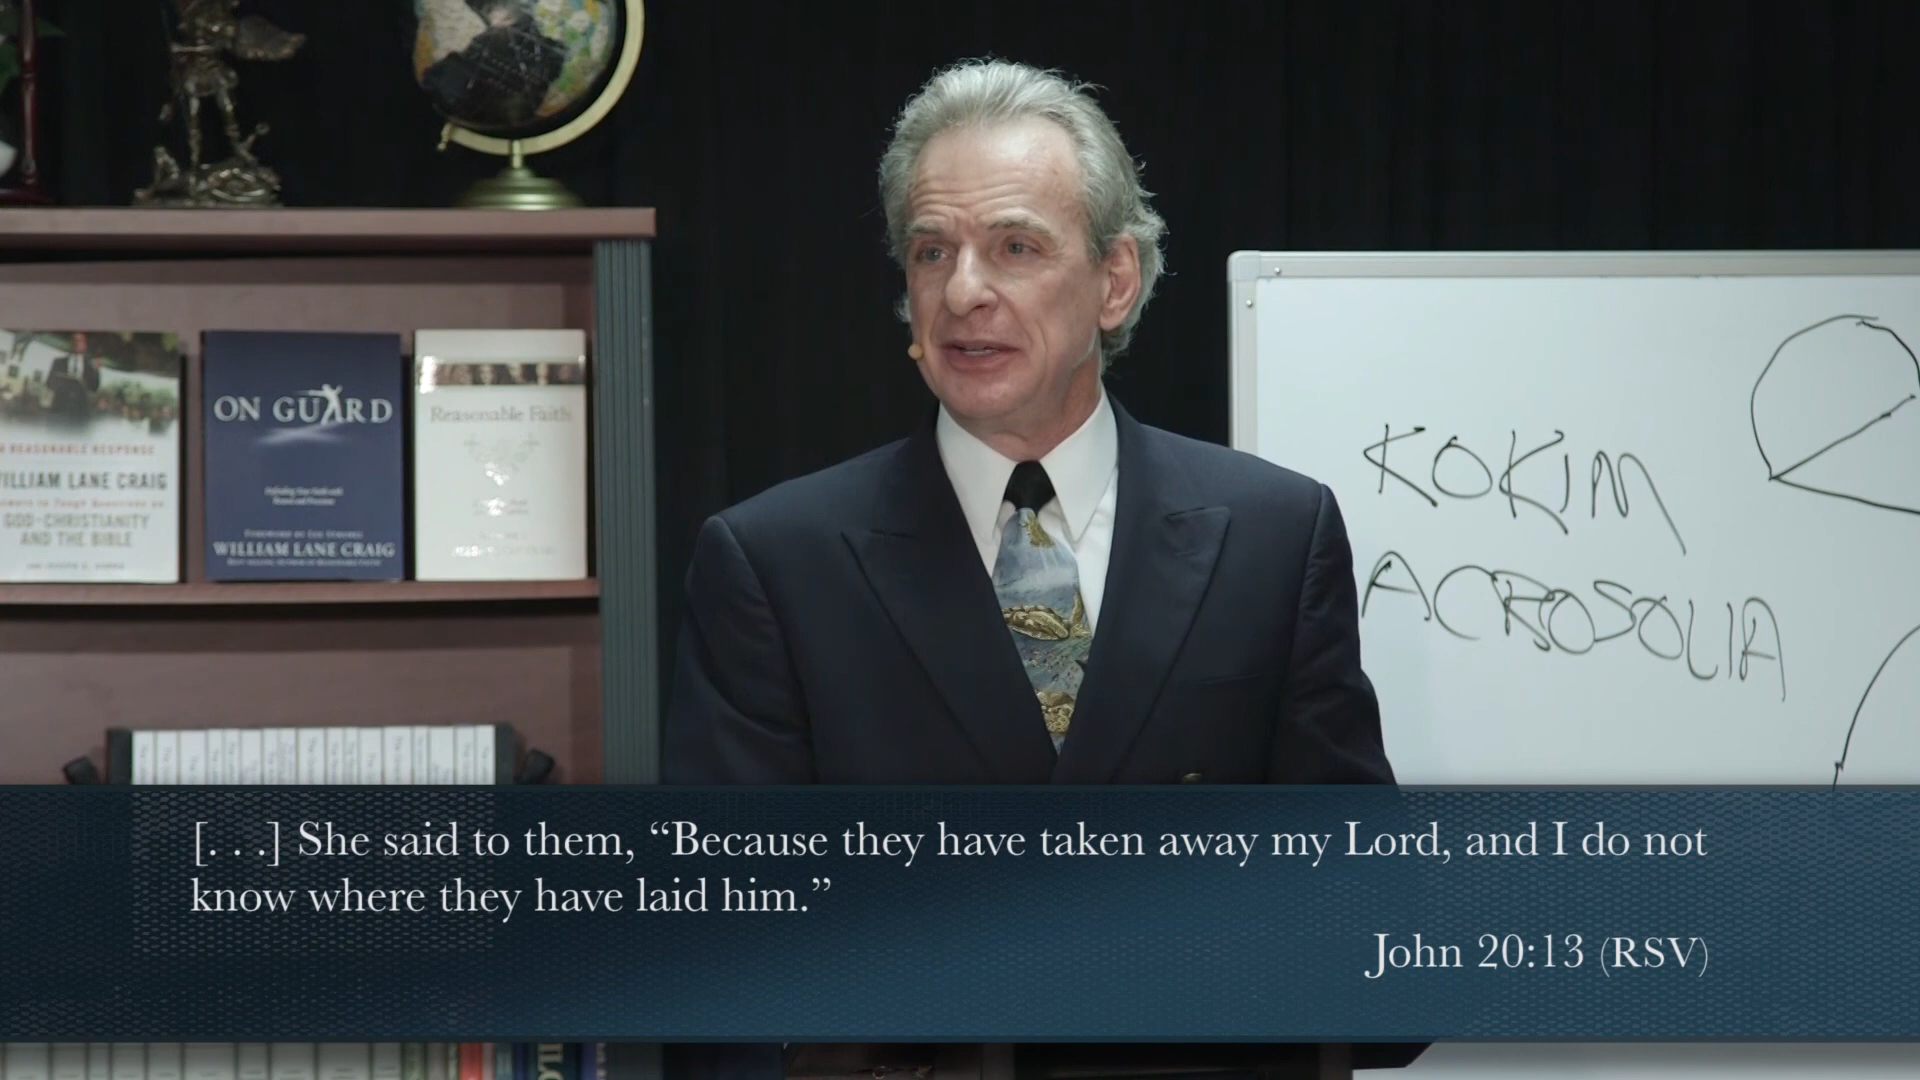 A REASONABLE RESPONSE
WILLIAM LANE CRAIG
GOD·CHRISTIANITY
AND THE BIBLE
ON GUARD
WILLIAM LANE CRAIG
Reasonable Faith
KOKIM
ACROSOLIA
[. . .] She said to them, “Because they have taken away my Lord, and I do not
know where they have laid him.”
John 20:13 (RSV)